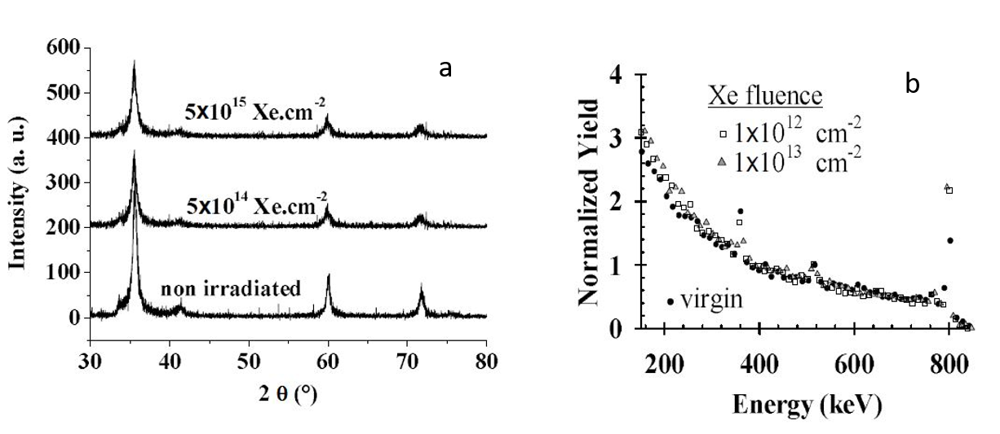 a
600
500
400
300
200
100
0
Intensity (a. u.)
5x10¹⁵ Xe.cm⁻²
5x10¹⁴ Xe.cm⁻²
non irradiated
30 40 50 60 70 80
2 θ (°)
b
4
3
2
1
0
Normalized Yield
Xe fluence
1x10¹² cm⁻²
1x10¹³ cm⁻²
virgin
200 400 600 800
Energy (keV)